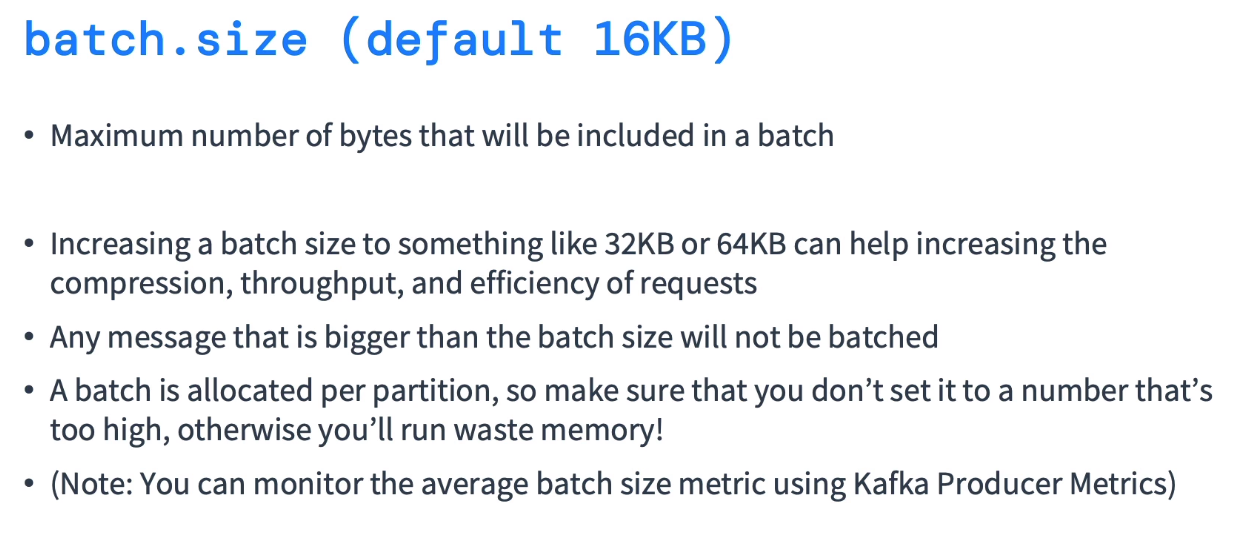 batch.size (default 16KB)
• Maximum number of bytes that will be included in a batch
• Increasing a batch size to something like 32KB or 64KB can help increasing the
compression, throughput, and efficiency of requests
• Any message that is bigger than the batch size will not be batched
• A batch is allocated per partition, so make sure that you don’t set it to a number that’s
too high, otherwise you’ll run waste memory!
• (Note: You can monitor the average batch size metric using Kafka Producer Metrics)